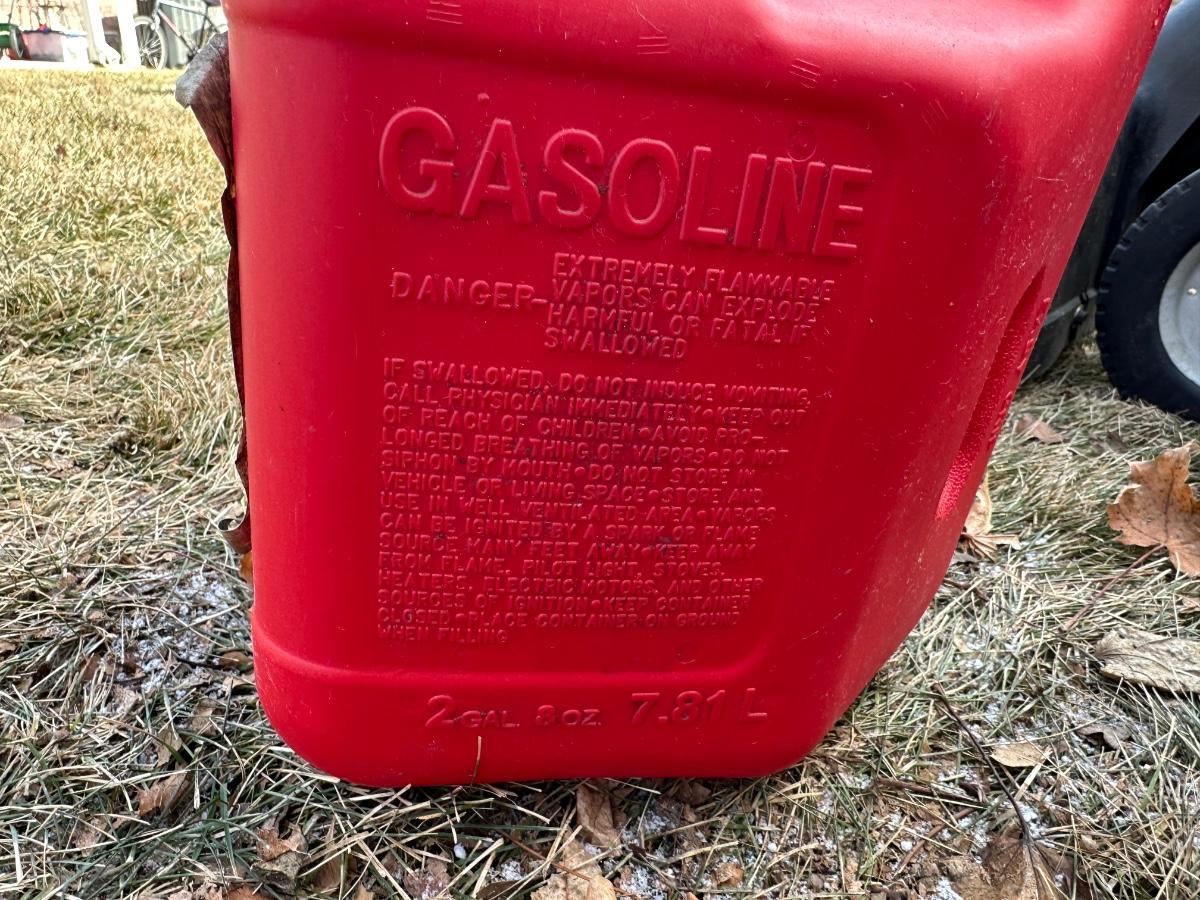 GASOLINE
DANGER-
EXTREMELY FLAMMABLE
VAPORS CAN EXPLODE
HARMFUL OR FATAL IF
SWALLOWED
IF SWALLOWED, DO NOT INDUCE VOMITING,
CALL PHYSICIAN IMMEDIATELY•KEEP OUT
OF REACH OF CHILDREN•AVOID PRO-
LONGED BREATHING OF VAPORS•DO NOT
SIPHON BY MOUTH•DO NOT STORE IN
VEHICLE OR LIVING SPACE•STORE AND
USE IN WELL VENTILATED AREA•VAPORS
CAN BE IGNITED BY A SPARK OR FLAME
SOURCE MANY FEET AWAY•KEEP AWAY
FROM FLAME, PILOT LIGHT, STOVES,
HEATERS, ELECTRIC MOTORS, AND OTHER
SOURCES OF IGNITION•KEEP CONTAINER
CLOSED•PLACE CONTAINER ON GROUND
WHEN FILLING
2 GAL. 8 OZ. 7.81 L